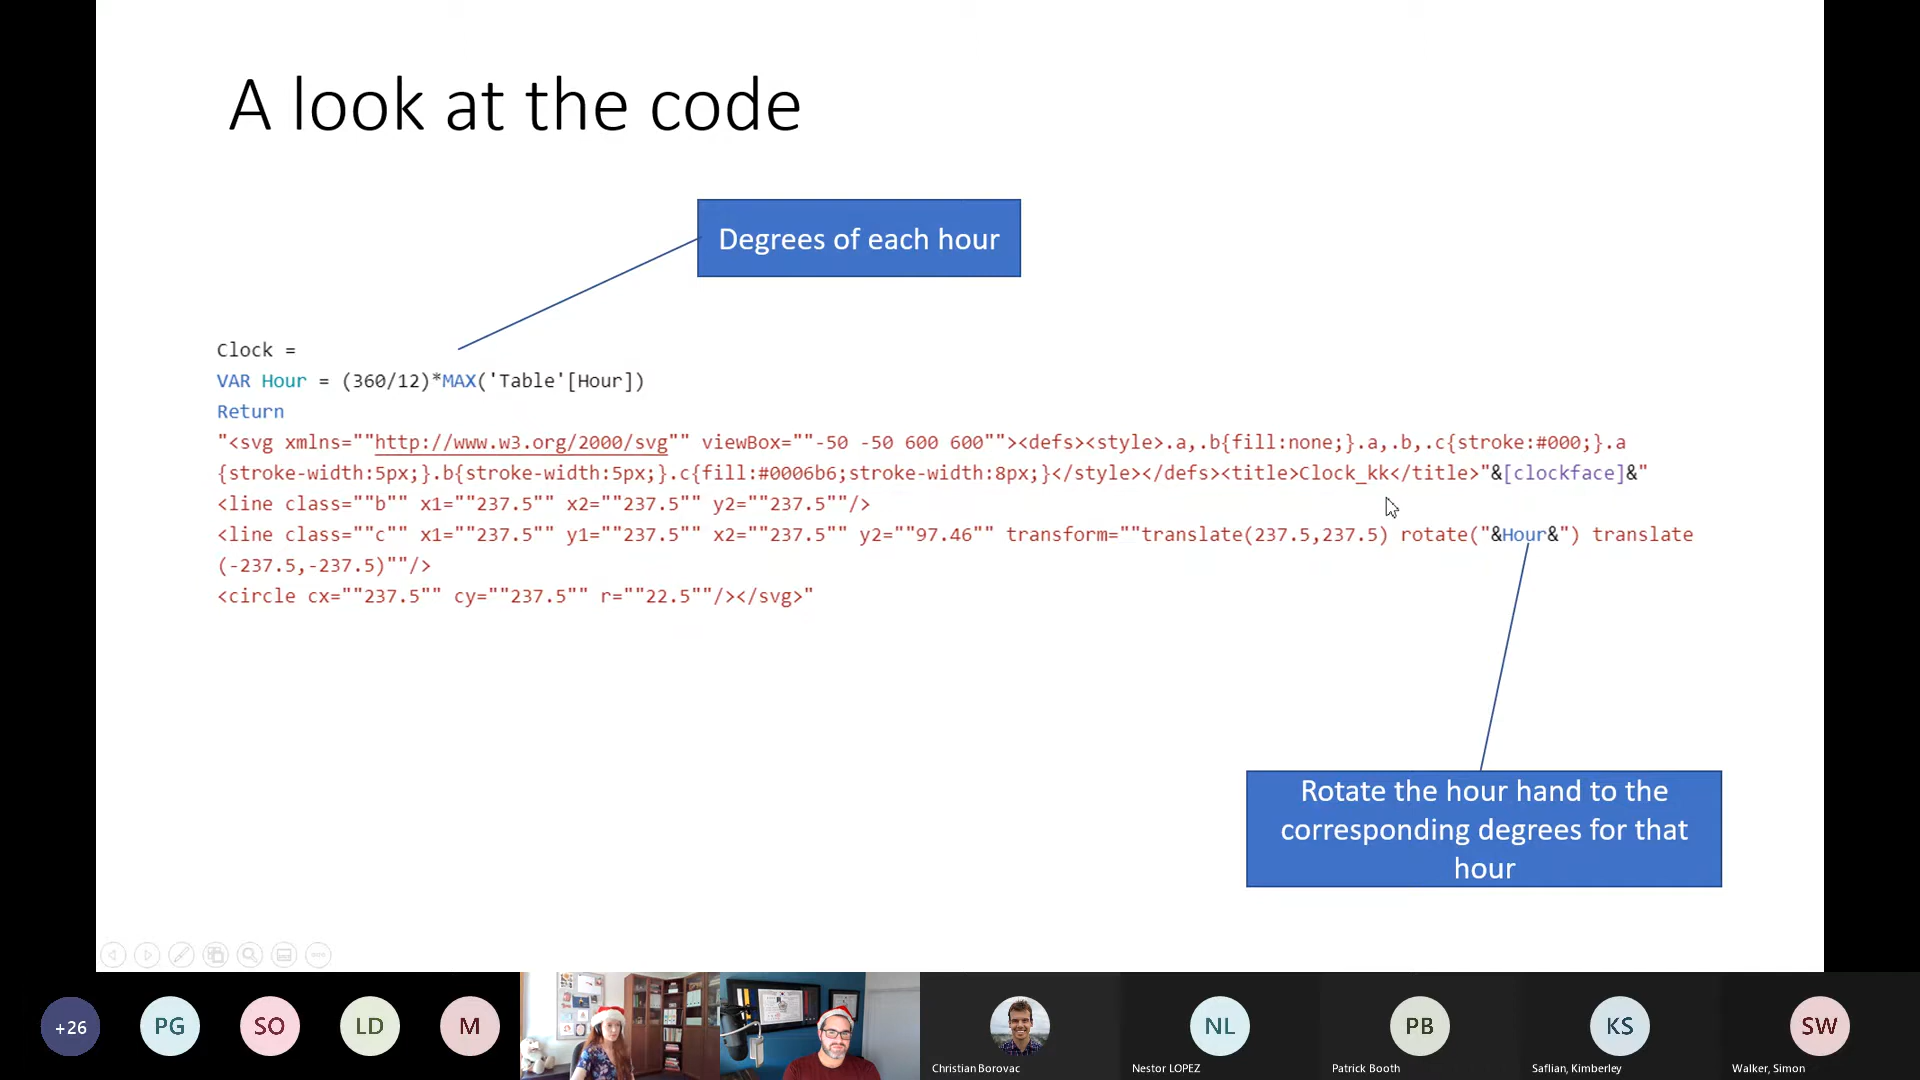 A look at the code
Degrees of each hour
Clock =
VAR Hour = (360/12)*MAX('Table'[Hour])
Return
"<svg xmlns=""http://www.w3.org/2000/svg"" viewBox=""-50 -50 600 600""><defs><style>.a,.b{fill:none;}.a,.b,.c{stroke:#000;}.a
{stroke-width:5px;}.b{stroke-width:5px;}.c{fill:#0006b6;stroke-width:8px;}</style></defs><title>Clock_kk</title>"&[clockface]&"
<line class=""b"" x1=""237.5"" x2=""237.5"" y2=""237.5""/>
<line class=""c"" x1=""237.5"" y1=""237.5"" x2=""237.5"" y2=""97.46"" transform=""translate(237.5,237.5) rotate("&Hour&") translate
(-237.5,-237.5)""/>
<circle cx=""237.5"" cy=""237.5"" r=""22.5""/></svg>"
Rotate the hour hand to the
corresponding degrees for that
hour
+26
PG
SO
LD
M
NL
PB
KS
SW
Christian Borovac
Nestor LOPEZ
Patrick Booth
Saflian, Kimberley
Walker, Simon